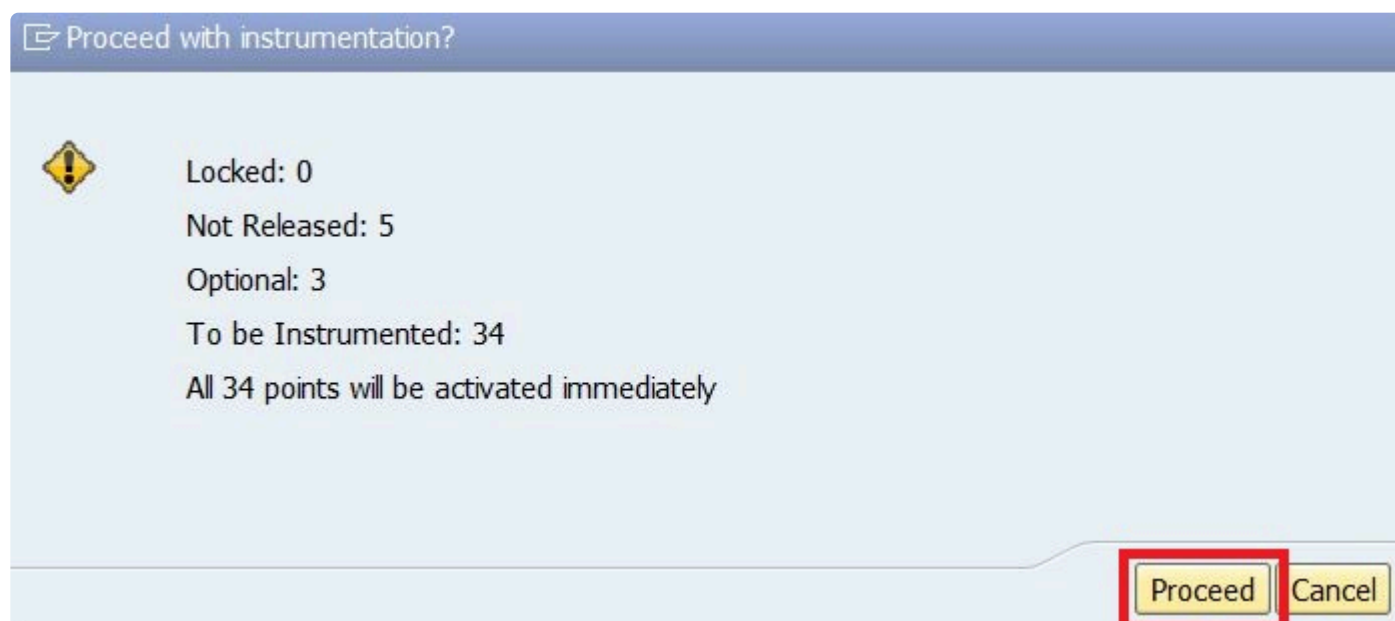 Proceed with instrumentation?
Locked: 0
Not Released: 5
Optional: 3
To be Instrumented: 34
All 34 points will be activated immediately
Proceed Cancel